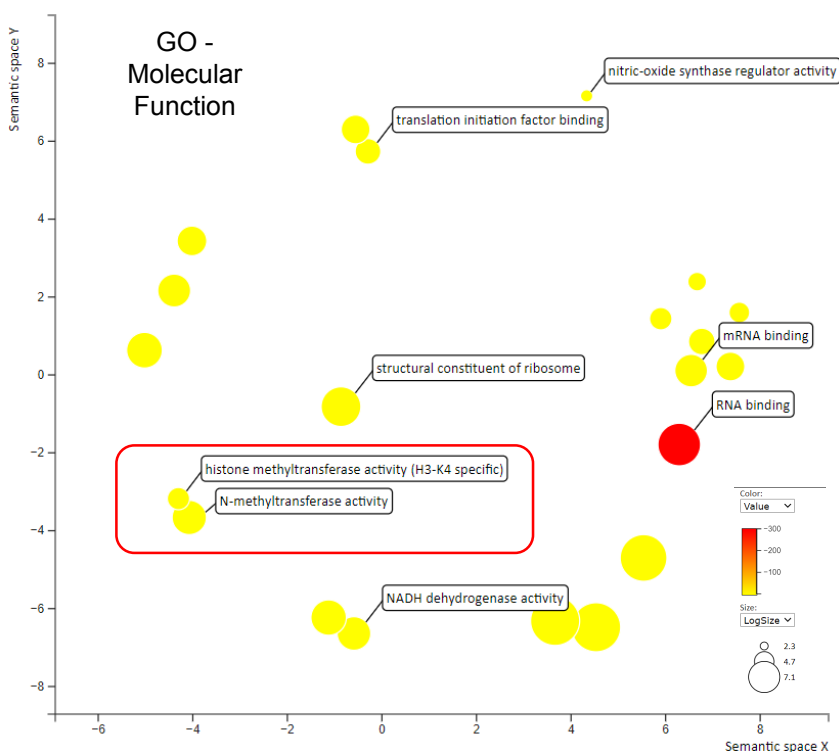 GO -
Molecular
Function
Semantic space Y
8
6
4
2
0
−2
−4
−6
−8
nitric-oxide synthase regulator activity
translation initiation factor binding
mRNA binding
structural constituent of ribosome
RNA binding
histone methyltransferase activity (H3-K4 specific)
N-methyltransferase activity
NADH dehydrogenase activity
Color:
Value
−300
−200
−100
Size:
LogSize
2.3
4.7
7.1
−6
−4
−2
0
2
4
6
8
Semantic space X